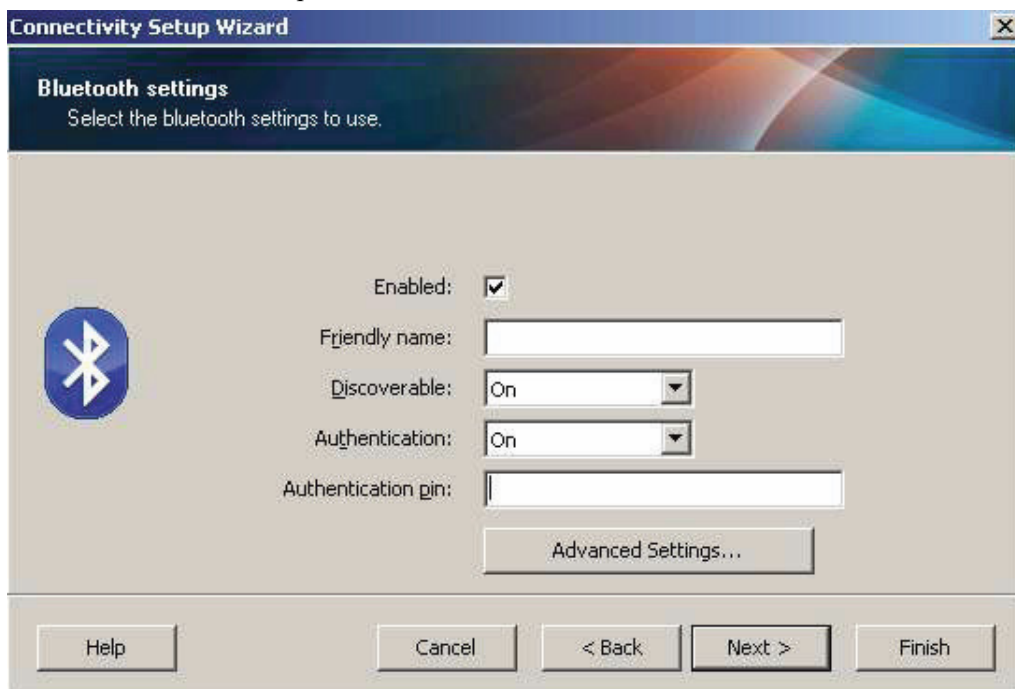 Connectivity Setup Wizard
Bluetooth settings
Select the bluetooth settings to use.
Enabled:
Friendly name:
Discoverable: On
Authentication: On
Authentication pin:
Advanced Settings...
Help Cancel < Back Next > Finish